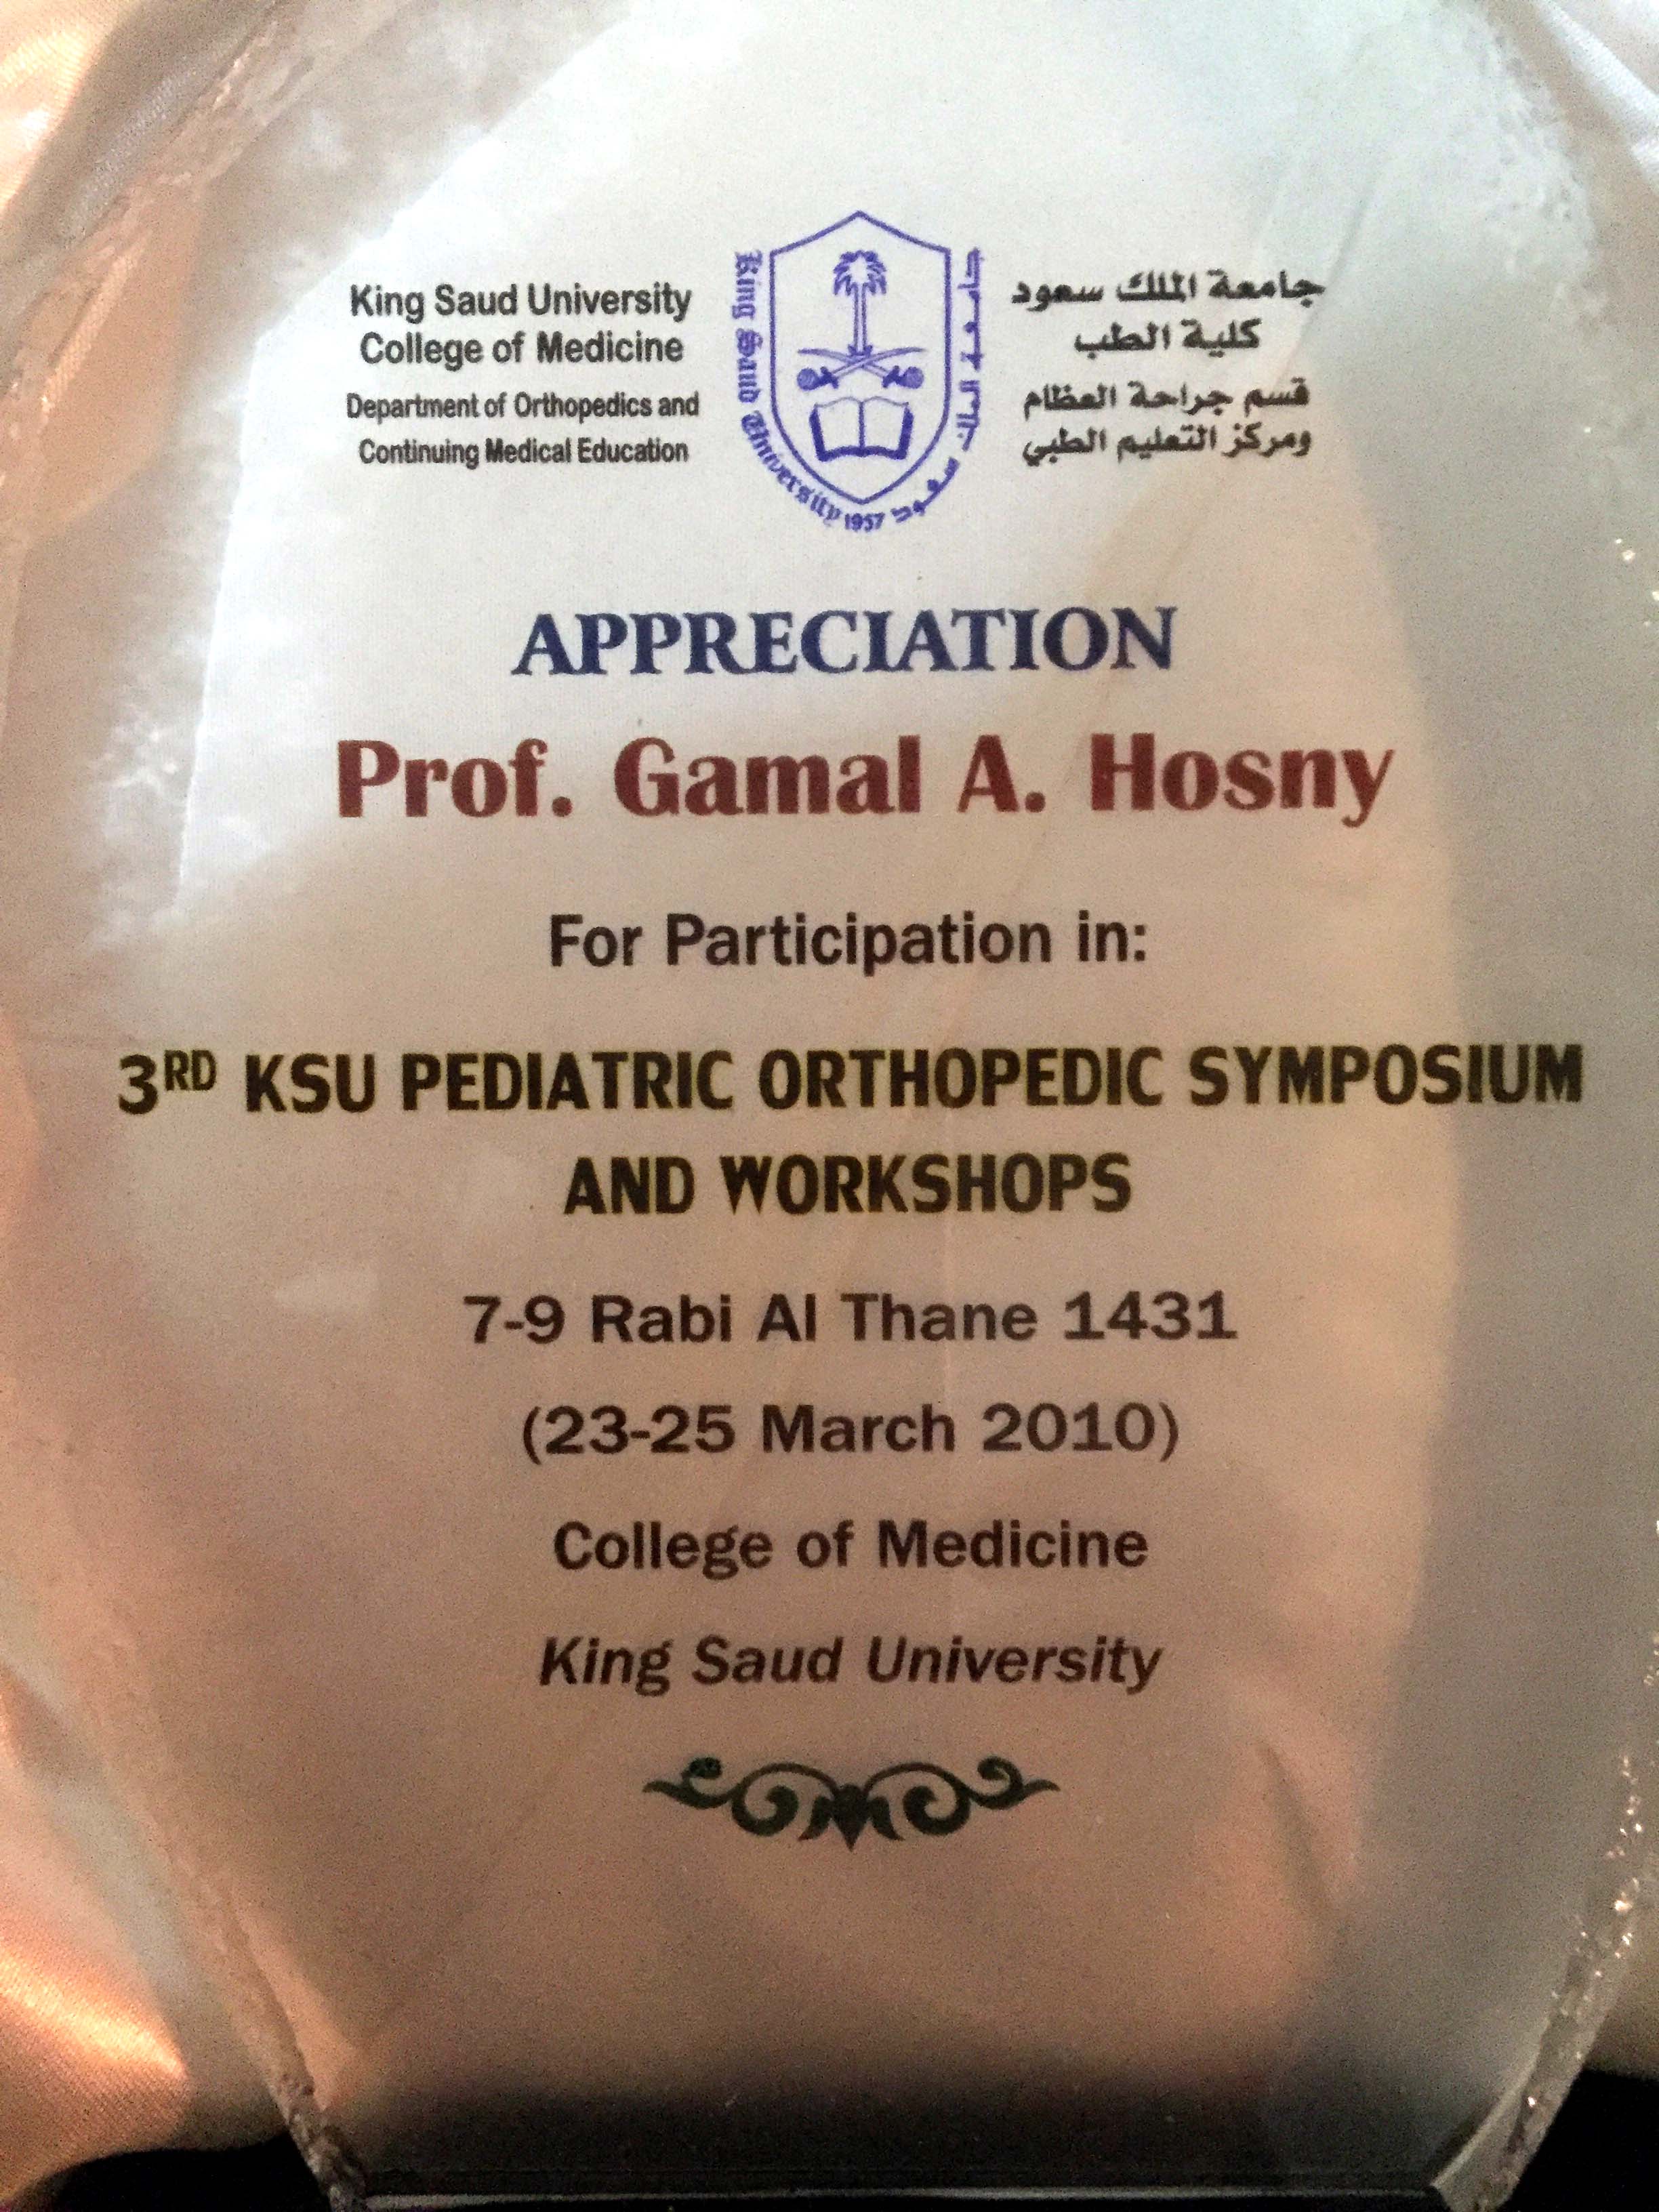 King Saud University
College of Medicine
Department of Orthopedics and
Continuing Medical Education
King Saud University 1957 جامعة الملك سعود
جامعة الملك سعود
كلية الطب
قسم جراحة العظام
ومركز التعليم الطبي
APPRECIATION
Prof. Gamal A. Hosny
For Participation in:
3RD KSU PEDIATRIC ORTHOPEDIC SYMPOSIUM
AND WORKSHOPS
7-9 Rabi Al Thane 1431
(23-25 March 2010)
College of Medicine
King Saud University